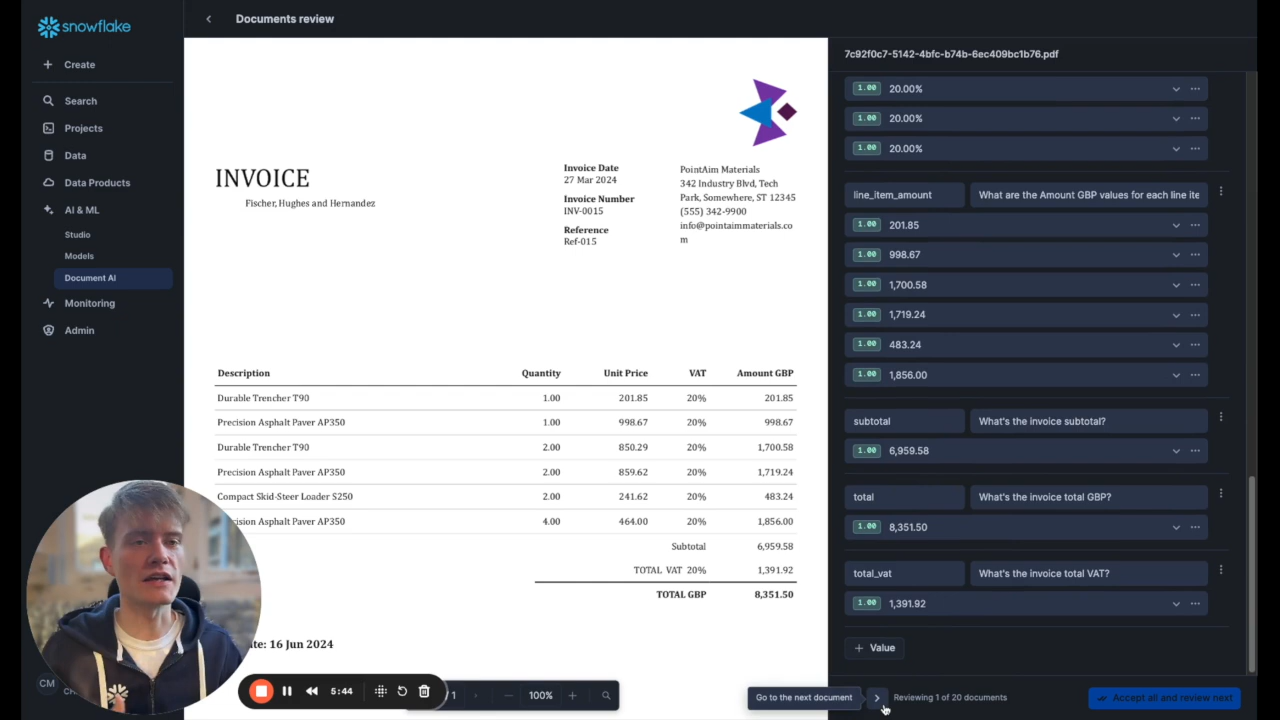 snowflake
Create
Search
Projects
Data
Data Products
AI & ML
Studio
Models
Document AI
Monitoring
Admin
CM
Documents review
INVOICE
Fischer, Hughes and Hernandez
Invoice Date
27 Mar 2024
Invoice Number
INV-0015
Reference
Ref-015
PointAim Materials
342 Industry Blvd, Tech
Park, Somewhere, ST 12345
(555) 342-9900
info@pointaimmaterials.co
m
Description Quantity Unit Price VAT Amount GBP
Durable Trencher T90 1.00 201.85 20% 201.85
Precision Asphalt Paver AP350 1.00 998.67 20% 998.67
Durable Trencher T90 2.00 850.29 20% 1,700.58
Precision Asphalt Paver AP350 2.00 859.62 20% 1,719.24
Compact Skid-Steer Loader S250 2.00 241.62 20% 483.24
Asphalt Paver AP350 4.00 464.00 20% 1,856.00
Subtotal 6,959.58
TOTAL VAT 20% 1,391.92
TOTAL GBP 8,351.50
16 Jun 2024
5:44
/ 1
100%
7c92f0c7-5142-4bfc-b74b-6ec409bc1b76.pdf
1.00 20.00%
1.00 20.00%
1.00 20.00%
line_item_amount What are the Amount GBP values for each line ite
1.00 201.85
1.00 998.67
1.00 1,700.58
1.00 1,719.24
1.00 483.24
1.00 1,856.00
subtotal What's the invoice subtotal?
1.00 6,959.58
total What's the invoice total GBP?
1.00 8,351.50
total_vat What's the invoice total VAT?
1.00 1,391.92
+ Value
Go to the next document
Reviewing 1 of 20 documents
Accept all and review next